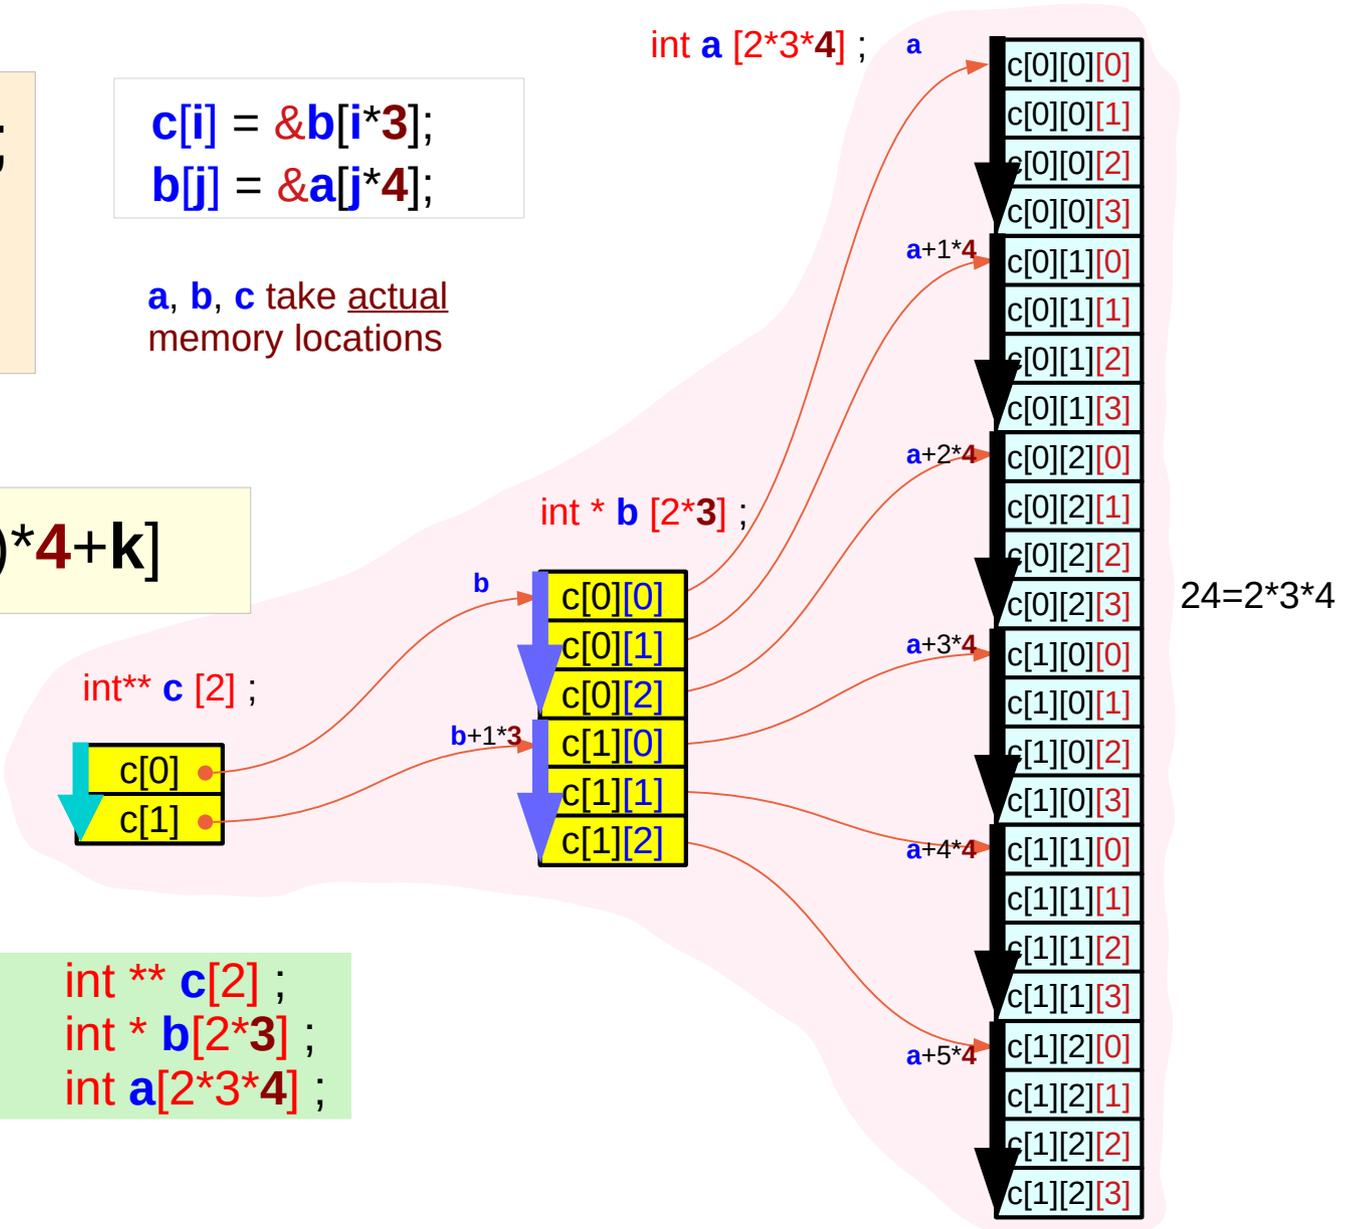 int a [2*3*4] ;
a
;
c[i] = &b[i*3];
b[j] = &a[j*4];
a, b, c take actual
memory locations
)*4+k]
int * b [2*3] ;
int** c [2] ;
c[0]
c[1]
b
b+1*3
c[0][0]
c[0][1]
c[0][2]
c[1][0]
c[1][1]
c[1][2]
a+1*4
a+2*4
a+3*4
a+4*4
a+5*4
c[0][0][0]
c[0][0][1]
c[0][0][2]
c[0][0][3]
c[0][1][0]
c[0][1][1]
c[0][1][2]
c[0][1][3]
c[0][2][0]
c[0][2][1]
c[0][2][2]
c[0][2][3]
c[1][0][0]
c[1][0][1]
c[1][0][2]
c[1][0][3]
c[1][1][0]
c[1][1][1]
c[1][1][2]
c[1][1][3]
c[1][2][0]
c[1][2][1]
c[1][2][2]
c[1][2][3]
24=2*3*4
int ** c[2] ;
int * b[2*3] ;
int a[2*3*4] ;